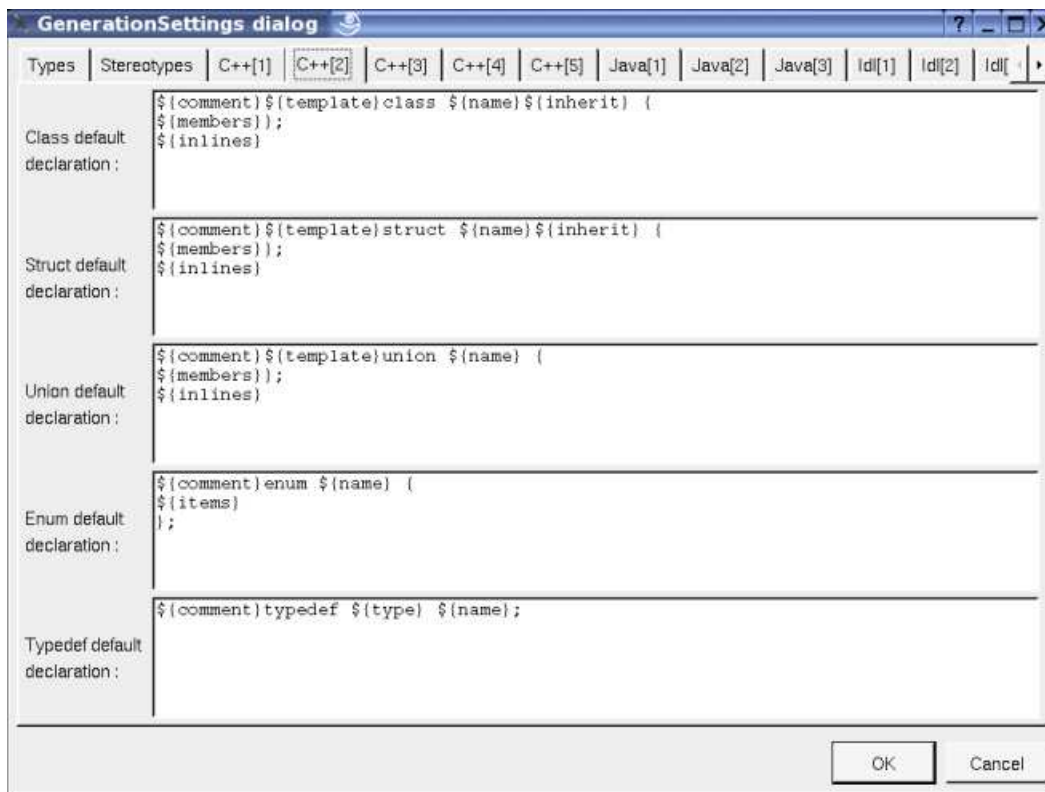 GenerationSettings dialog
Types Stereotypes C++[1] C++[2] C++[3] C++[4] C++[5] Java[1] Java[2] Java[3] Idl[1] Idl[2] Idl[
Class default
declaration :
${comment}${template}class ${name}${inherit} {
${members}};
${inlines}
Struct default
declaration :
${comment}${template}struct ${name}${inherit} {
${members}};
${inlines}
Union default
declaration :
${comment}${template}union ${name} {
${members}};
${inlines}
Enum default
declaration :
${comment}enum ${name} {
${items}
};
Typedef default
declaration :
${comment}typedef ${type} ${name};
OK Cancel